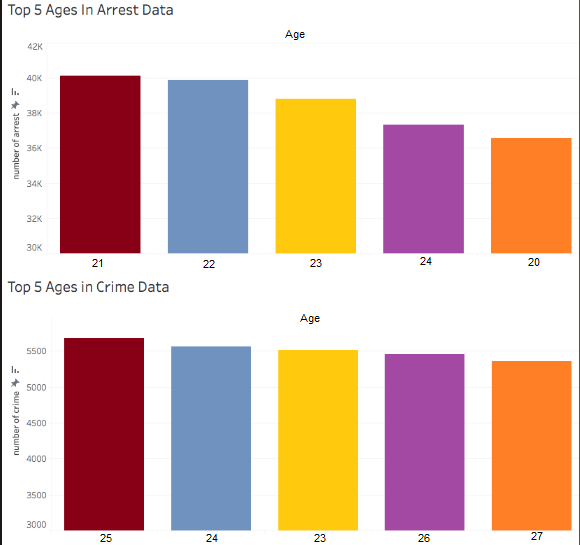 Top 5 Ages In Arrest Data
Age
42K
40K
38K
36K
34K
32K
30K
number of arrest
21 22 23 24 20
Top 5 Ages in Crime Data
Age
5500
5000
4500
4000
3500
3000
number of crime
25 24 23 26 27